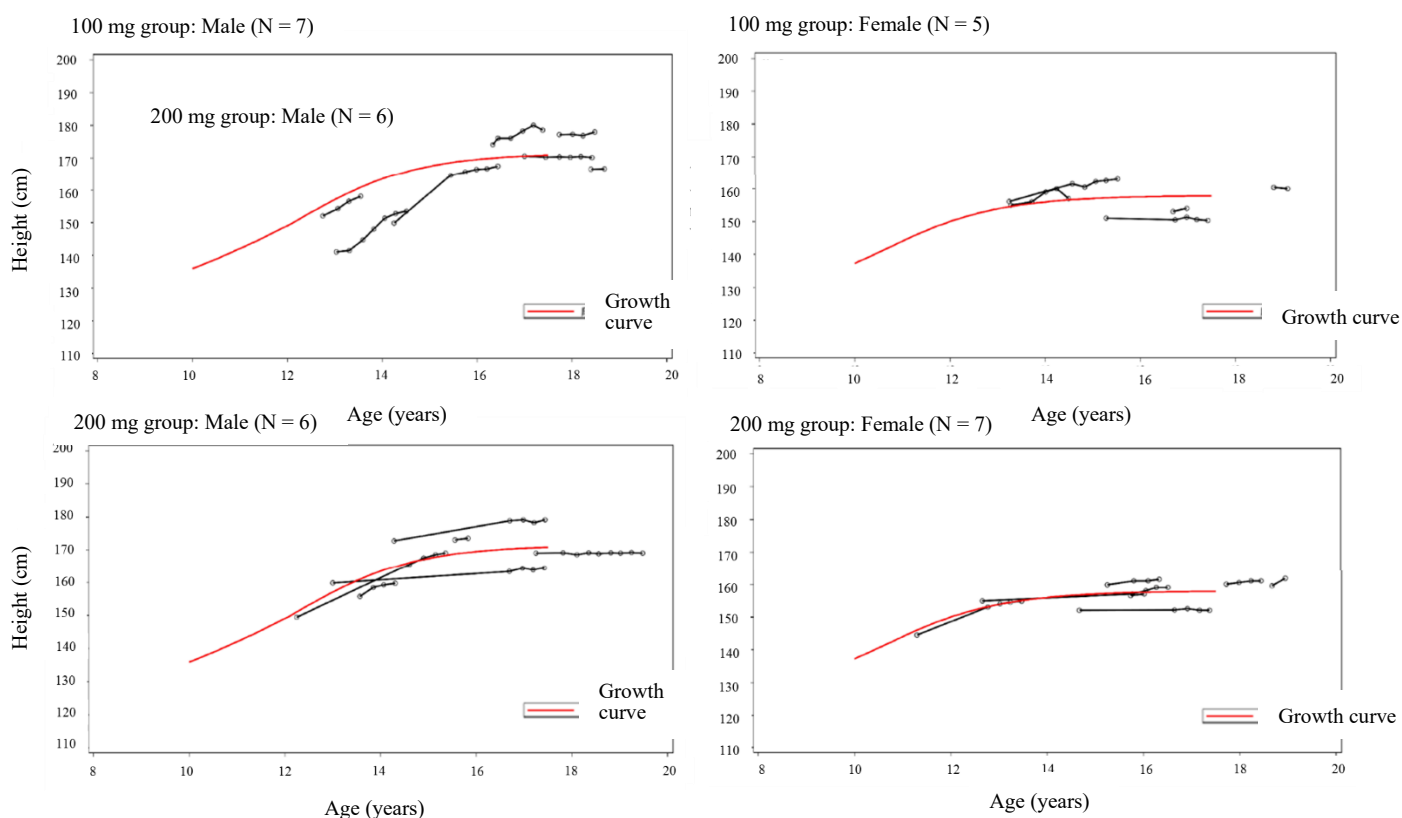 100 mg group: Male (N = 7)
200
190
180
170
160
150
140
130
120
110
200 mg group: Male (N = 6)
Height (cm)
Growth
curve
8 10 12 14 16 18 20
Age (years)
100 mg group: Female (N = 5)
200
190
180
170
160
150
140
130
120
110
Growth curve
8 10 12 14 16 18 20
Age (years)
200 mg group: Male (N = 6)
200
190
180
170
160
150
140
130
120
110
Height (cm)
Growth
curve
8 10 12 14 16 18 20
Age (years)
200 mg group: Female (N = 7)
200
190
180
170
160
150
140
130
120
110
Growth curve
8 10 12 14 16 18 20
Age (years)